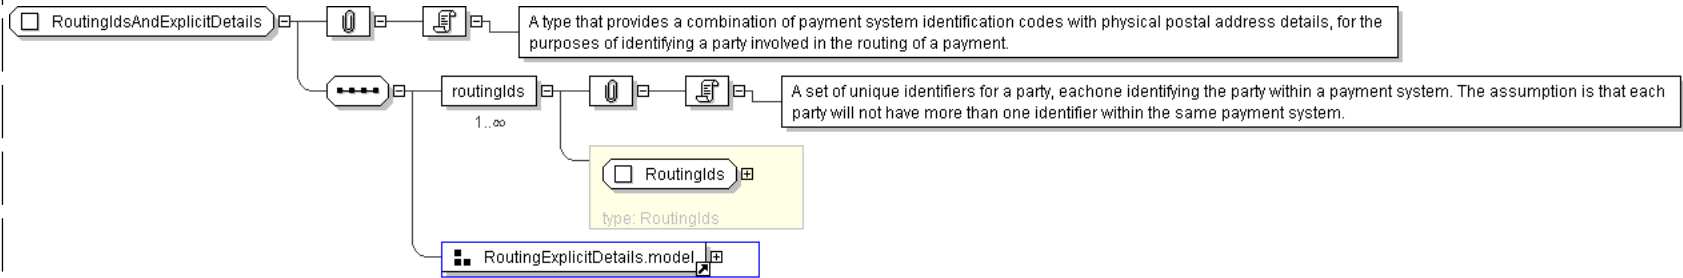 RoutingIdsAndExplicitDetails
A type that provides a combination of payment system identification codes with physical postal address details, for the
purposes of identifying a party involved in the routing of a payment.
routingIds
1..∞
A set of unique identifiers for a party, eachone identifying the party within a payment system. The assumption is that each
party will not have more than one identifier within the same payment system.
RoutingIds
type: RoutingIds
RoutingExplicitDetails.model